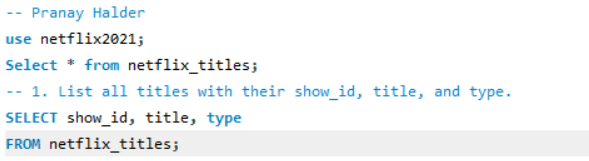 -- Pranay Halder
use netflix2021;
Select * from netflix_titles;
-- 1. List all titles with their show_id, title, and type.
SELECT show_id, title, type
FROM netflix_titles;